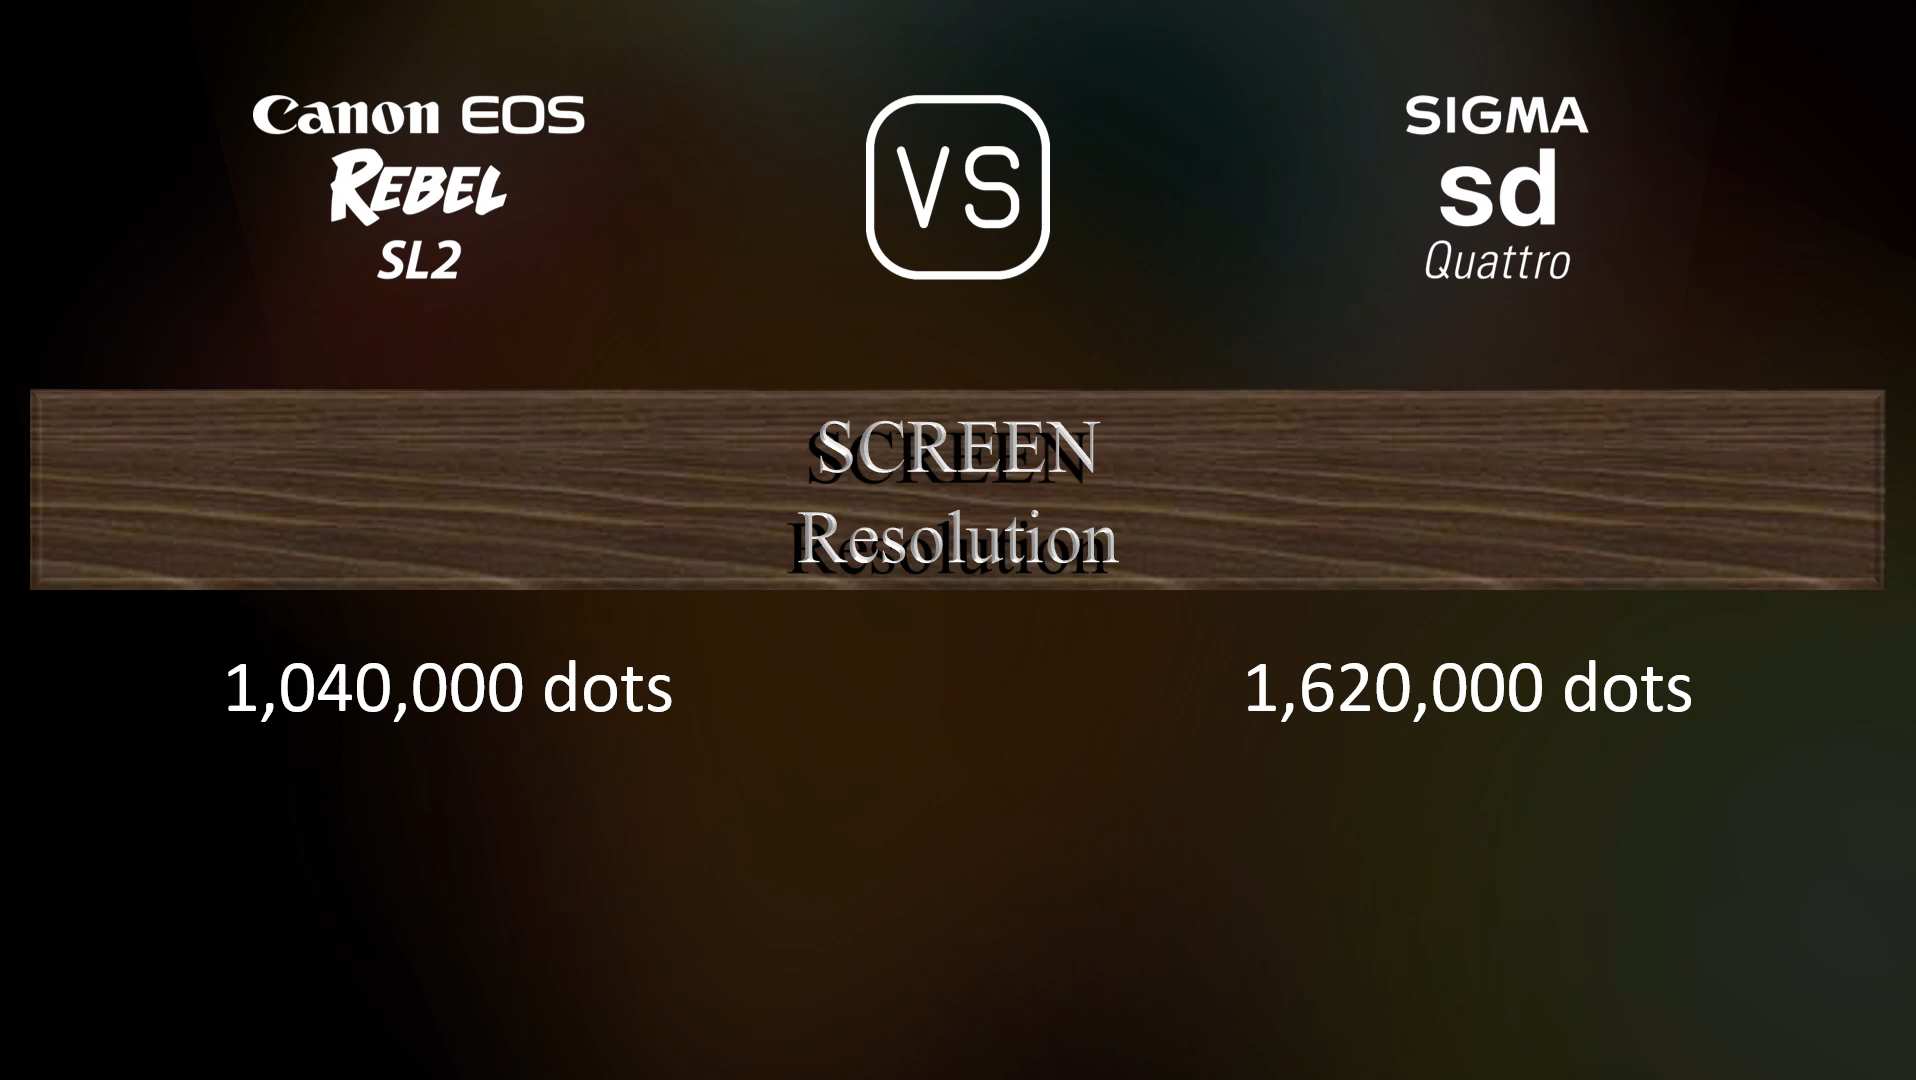 Canon EOS
REBEL
SL2
VS
SIGMA
sd
Quattro
SCREEN
Resolution
1,040,000 dots
1,620,000 dots